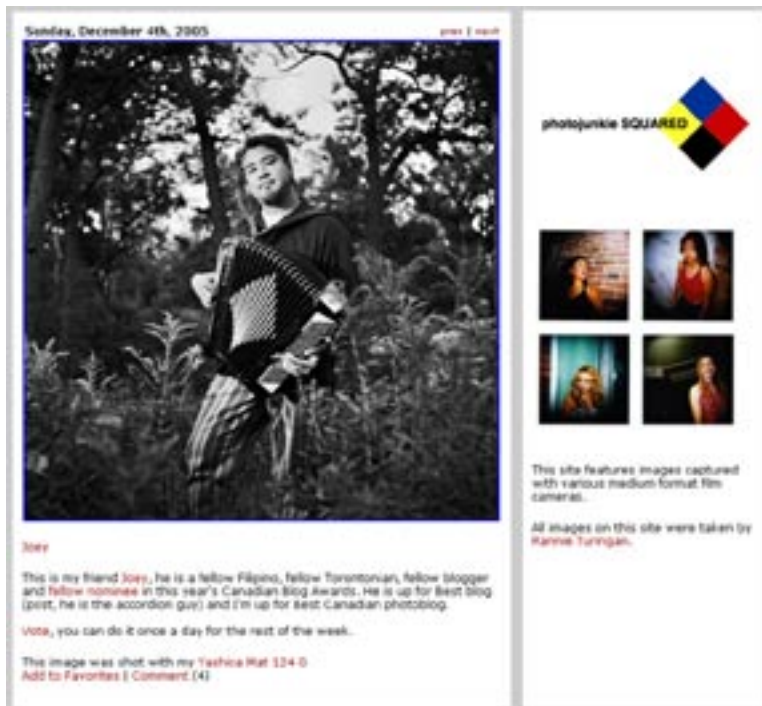 Sunday, December 4th, 2005
prev | next
photojunkie SQUARED
This site features images captured
with various medium format film
cameras.
All images on this site were taken by
Rannie Turingan.
Joey
This is my friend Joey, he is a fellow Filipino, fellow Torontonian, fellow blogger
and fellow nominee in this year's Canadian Blog Awards. He is up for Best blog
(post, he is the accordion guy) and I'm up for Best Canadian photoblog.
Vote, you can do it once a day for the rest of the week.
This image was shot with my Yashica Mat 124 G
Add to Favorites | Comment (4)